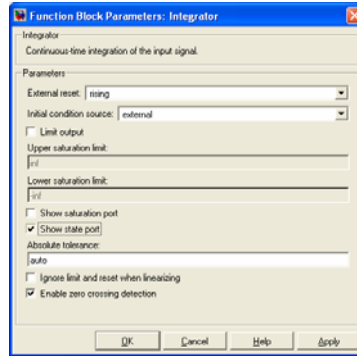 Function Block Parameters: Integrator
Integrator
Continuous-time integration of the input signal.
Parameters
External reset: rising
Initial condition source: external
Limit output
Upper saturation limit:
inf
Lower saturation limit:
-inf
Show saturation port
Show state port
Absolute tolerance:
auto
Ignore limit and reset when linearizing
Enable zero crossing detection
OK Cancel Help Apply